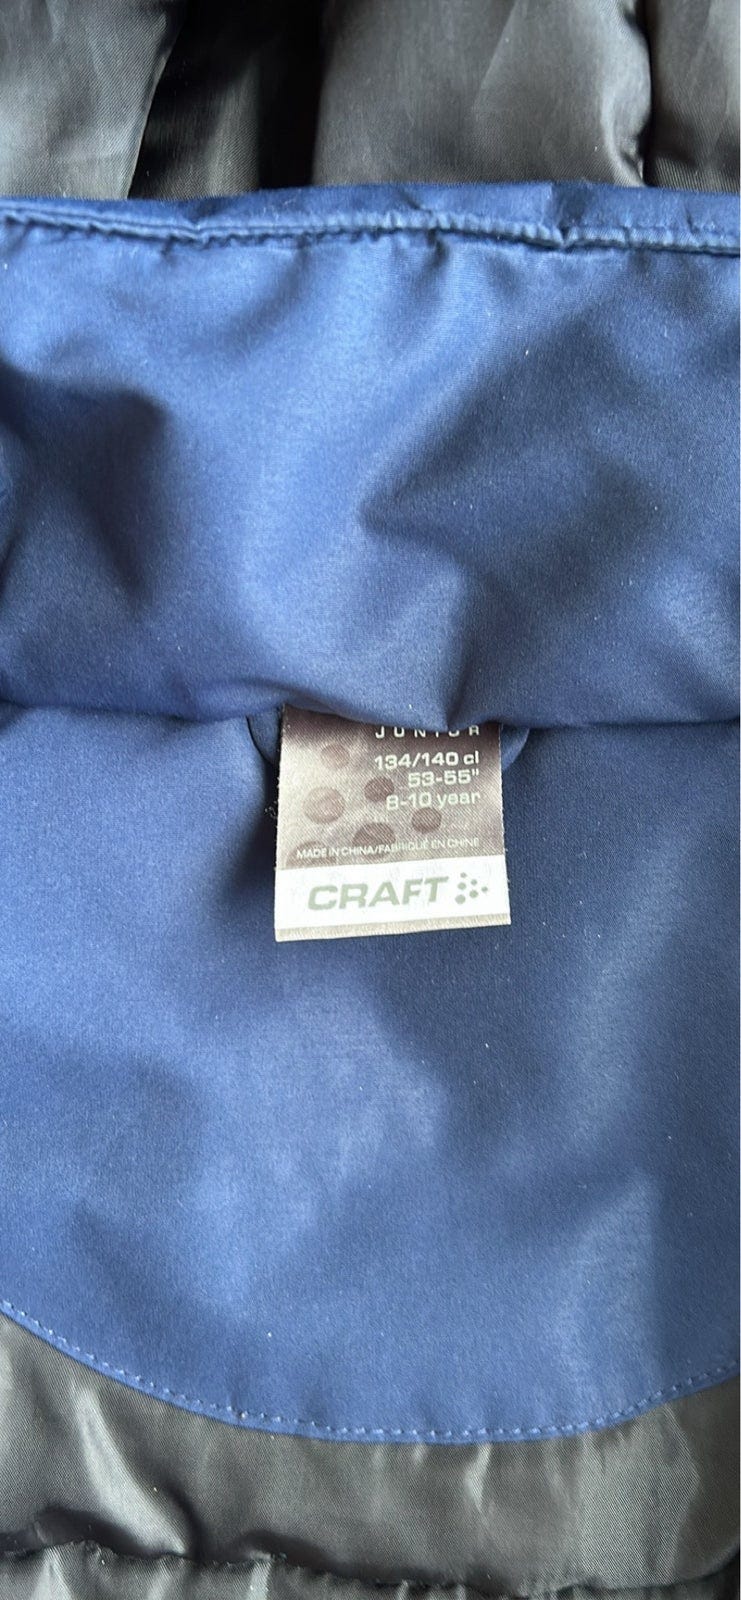 JUNIOR
134/140 cl
53-55"
8-10 year
MADE IN CHINA/FABRIQUÉ EN CHINE
CRAFT